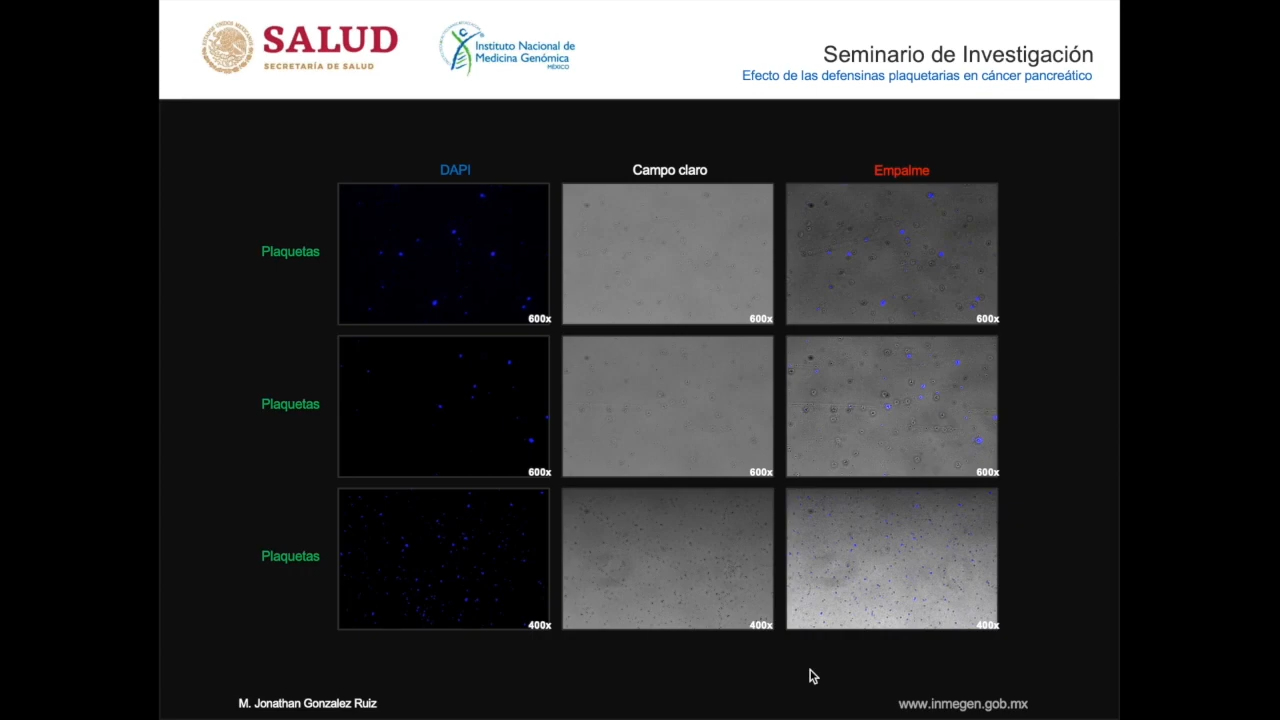 SALUD
SECRETARÍA DE SALUD
Instituto Nacional de
Medicina Genómica
MÉXICO
Seminario de Investigación
Efecto de las defensinas plaquetarias en cáncer pancreático
DAPI Campo claro Empalme
Plaquetas
600x 600x 600x
Plaquetas
600x 600x 600x
Plaquetas
400x 400x 400x
M. Jonathan Gonzalez Ruiz
www.inmegen.gob.mx